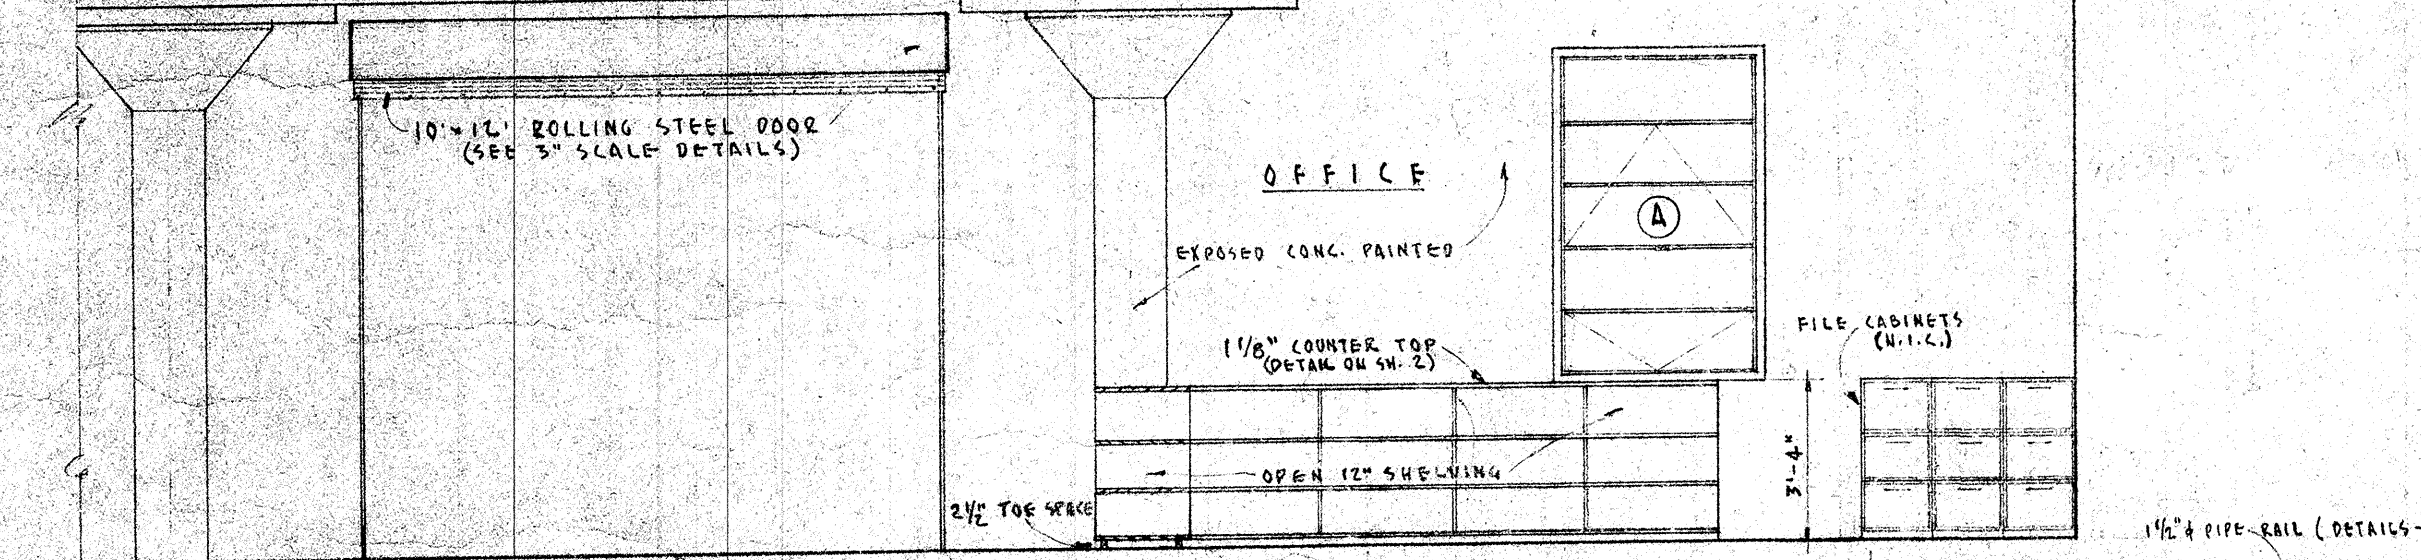 10'x12' ROLLING STEEL DOOR
(SEE 3" SCALE DETAILS)
OFFICE
A
EXPOSED CONC. PAINTED
1 1/8" COUNTER TOP
(DETAIL ON SH. 2)
FILE CABINETS
(N.I.C.)
3'-4"
OPEN 12" SHELVING
2 1/2" TOE SPACE
1 1/2" ϕ PIPE RAIL (DETAILS-